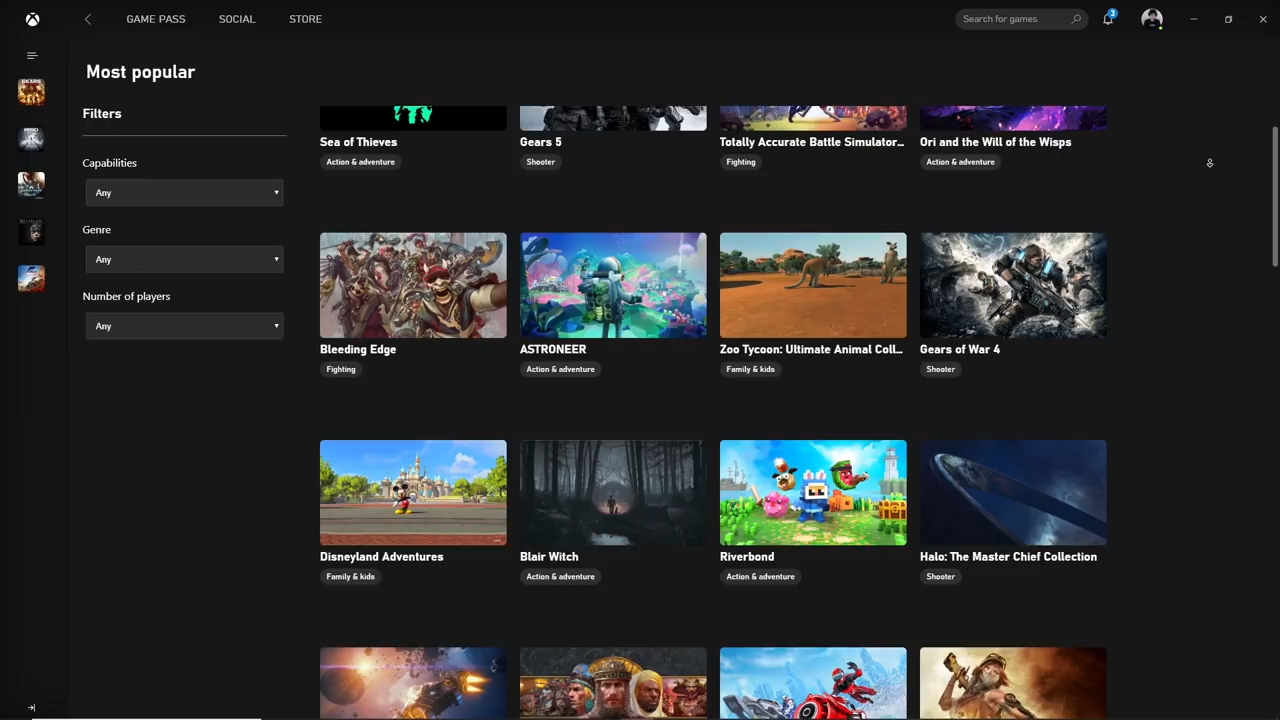 GAME PASS
SOCIAL
STORE
Search for games
3
Most popular
Filters
Capabilities
Any
Genre
Any
Number of players
Any
Sea of Thieves
Action & adventure
Gears 5
Shooter
Totally Accurate Battle Simulator...
Fighting
Ori and the Will of the Wisps
Action & adventure
Bleeding Edge
Fighting
ASTRONEER
Action & adventure
Zoo Tycoon: Ultimate Animal Coll...
Family & kids
Gears of War 4
Shooter
Disneyland Adventures
Family & kids
Blair Witch
Action & adventure
Riverbond
Action & adventure
Halo: The Master Chief Collection
Shooter